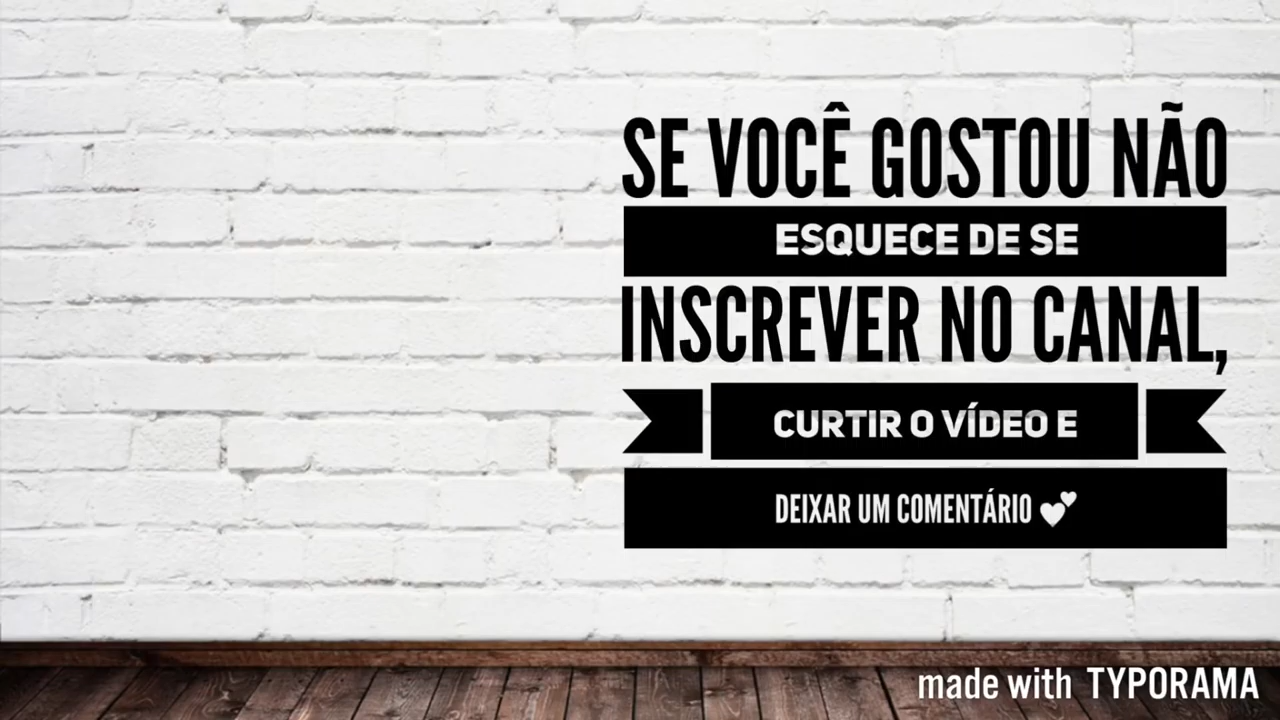 SE VOCÊ GOSTOU NÃO
ESQUECE DE SE
INSCREVER NO CANAL,
CURTIR O VÍDEO E
DEIXAR UM COMENTÁRIO 💕
made with TYPORAMA